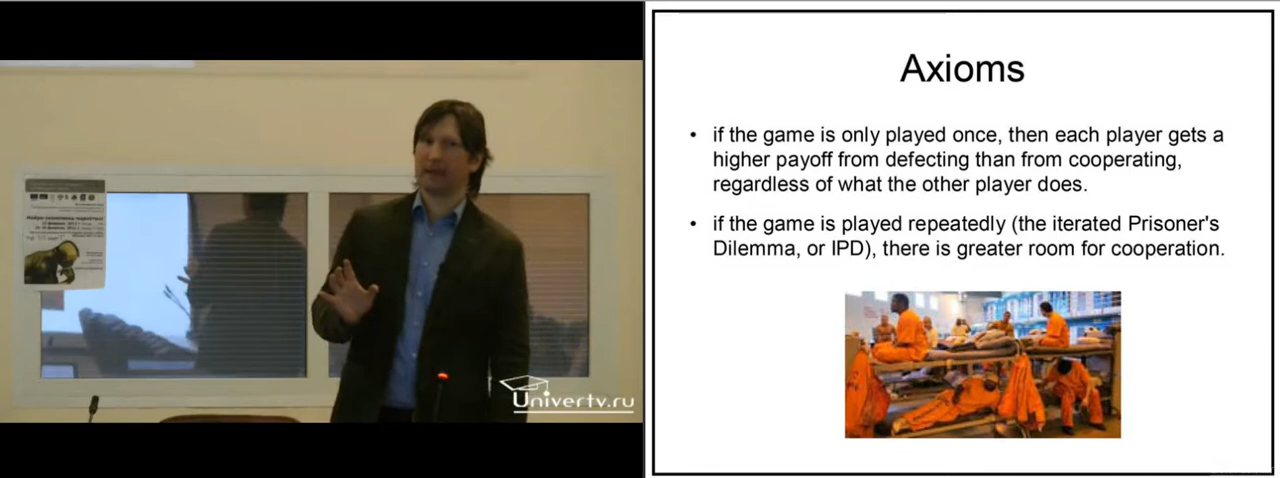 Univertv.ru
Axioms
• if the game is only played once, then each player gets a
higher payoff from defecting than from cooperating,
regardless of what the other player does.
• if the game is played repeatedly (the iterated Prisoner's
Dilemma, or IPD), there is greater room for cooperation.